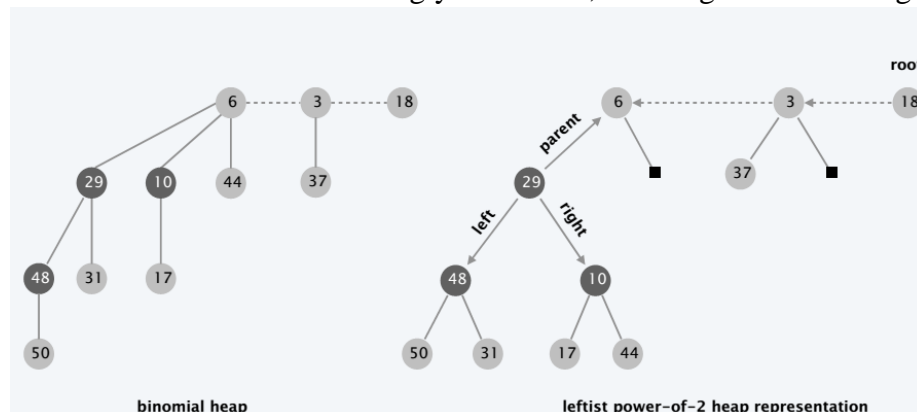 root
6 3 18 6 3 18
parent
29 10 44 37 29 37
left right
48 31 17 48 10
50 50 31 17 44
binomial heap leftist power-of-2 heap representation